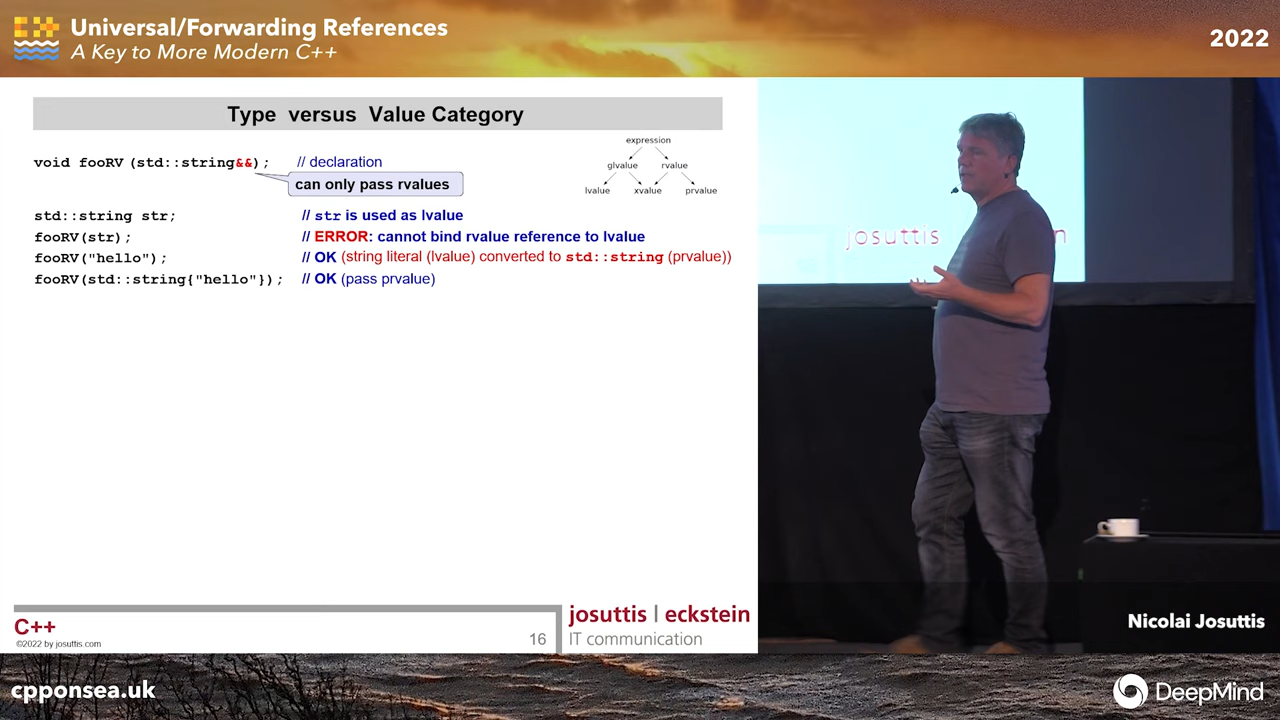 Universal/Forwarding References
A Key to More Modern C++
2022
Type versus Value Category
void fooRV (std::string&&); // declaration
can only pass rvalues
expression
glvalue rvalue
lvalue xvalue prvalue
std::string str; // str is used as lvalue
fooRV(str); // ERROR: cannot bind rvalue reference to lvalue
fooRV("hello"); // OK (string literal (lvalue) converted to std::string (prvalue))
fooRV(std::string{"hello"}); // OK (pass prvalue)
josuttis
n
C++
©2022 by josuttis.com
16
josuttis | eckstein
IT communication
Nicolai Josuttis
cpponsea.uk
DeepMind